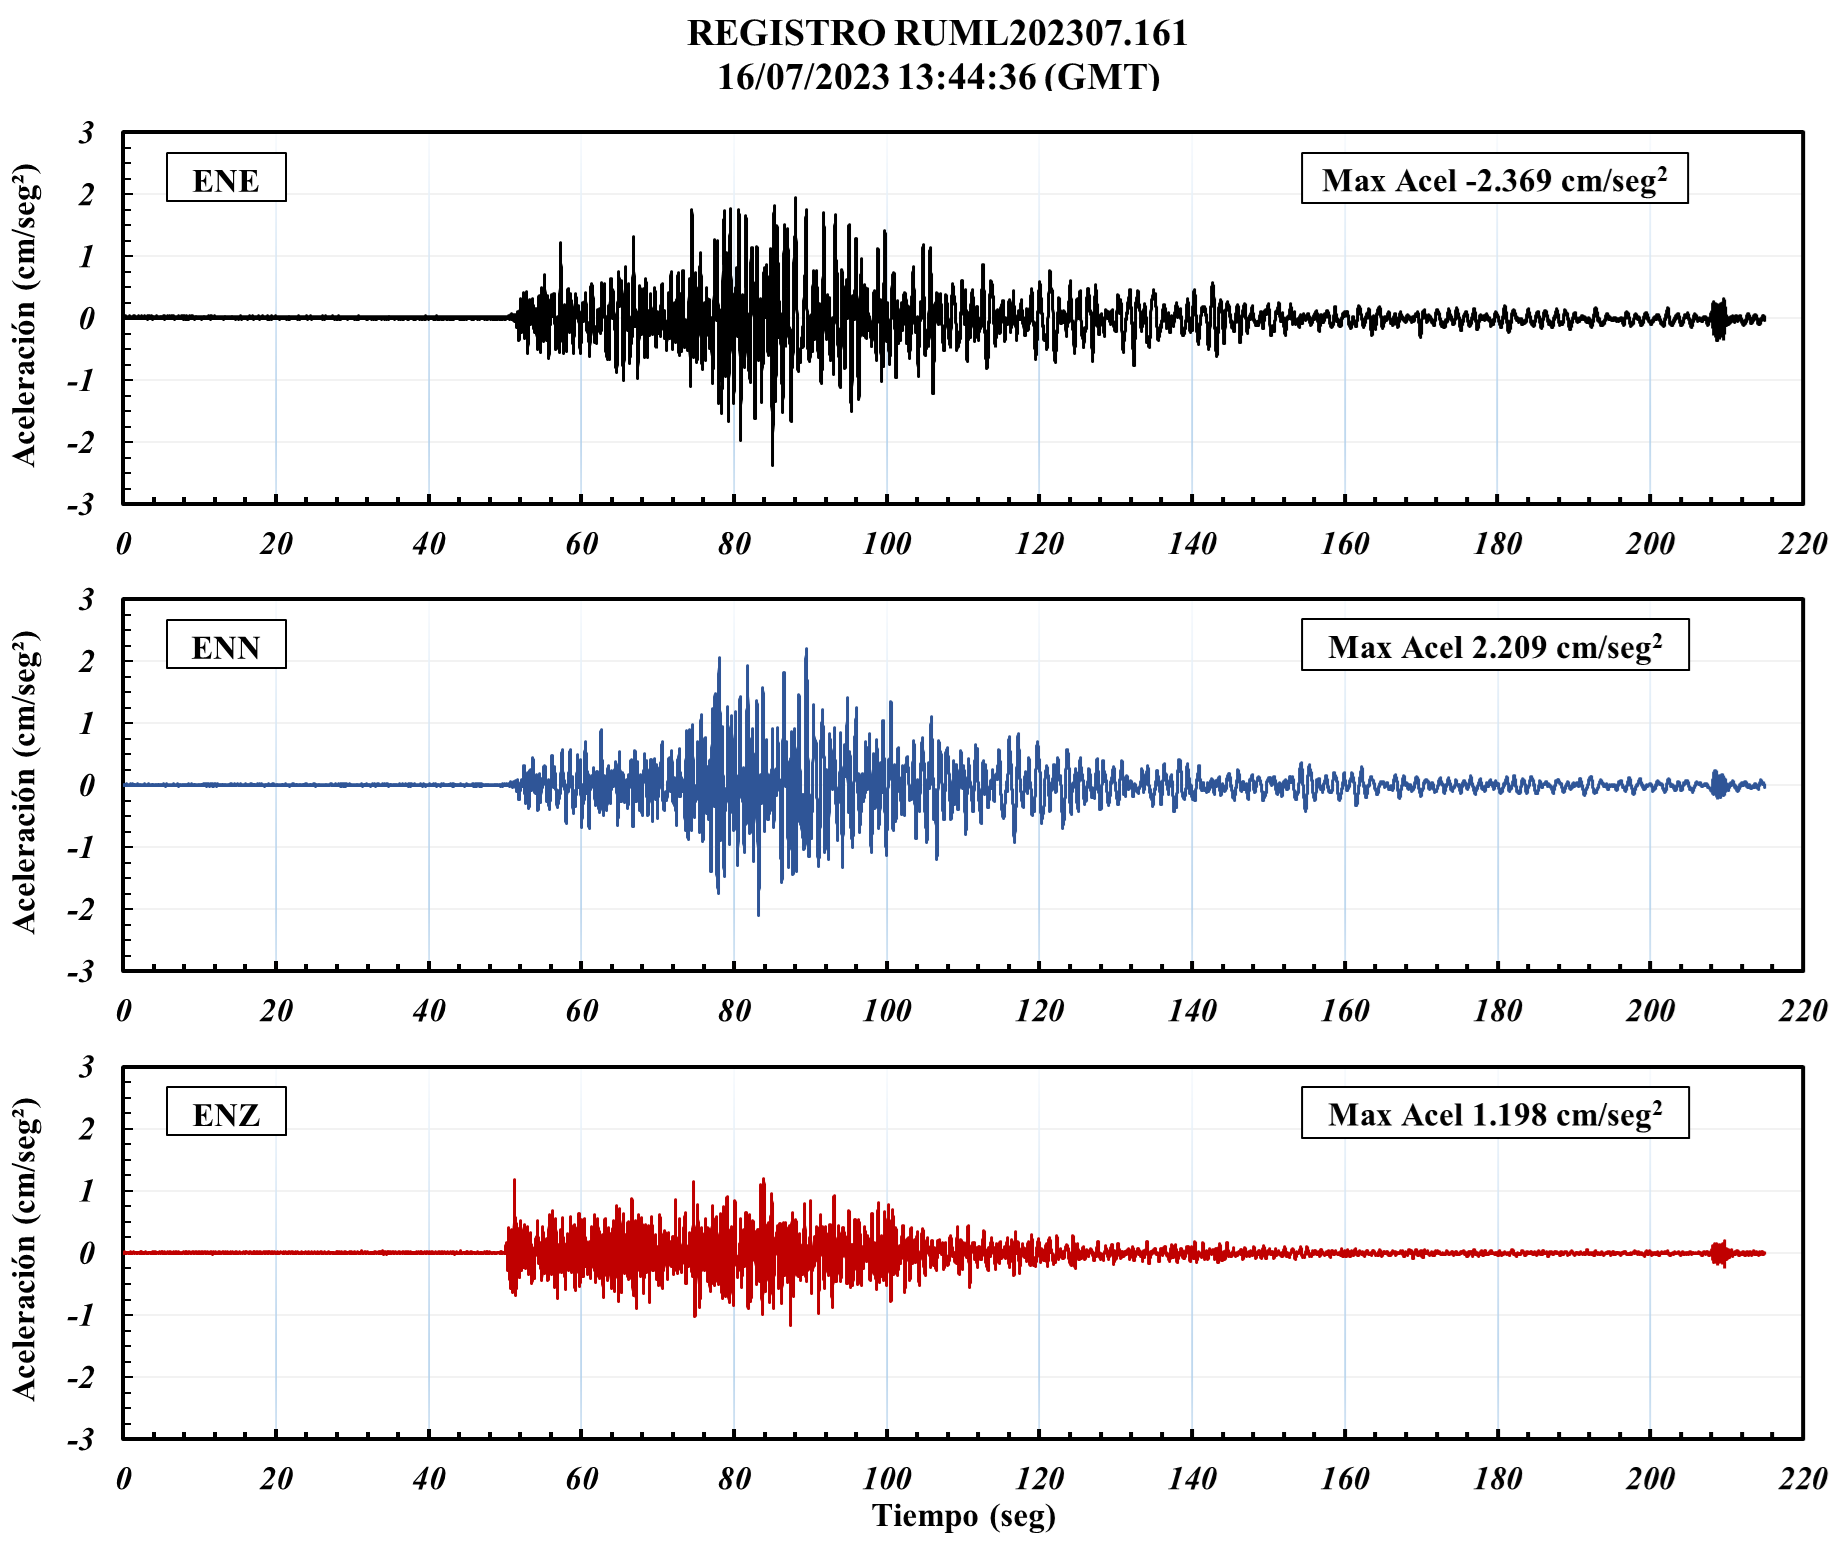 REGISTRO RUML202307.161
16/07/2023 13:44:36 (GMT)
ENE
Max Acel -2.369 cm/seg²
Aceleración (cm/seg²)
3
2
1
0
-1
-2
-3
0 20 40 60 80 100 120 140 160 180 200 220
ENN
Max Acel 2.209 cm/seg²
Aceleración (cm/seg²)
3
2
1
0
-1
-2
-3
0 20 40 60 80 100 120 140 160 180 200 220
ENZ
Max Acel 1.198 cm/seg²
Aceleración (cm/seg²)
3
2
1
0
-1
-2
-3
0 20 40 60 80 100 120 140 160 180 200 220
Tiempo (seg)